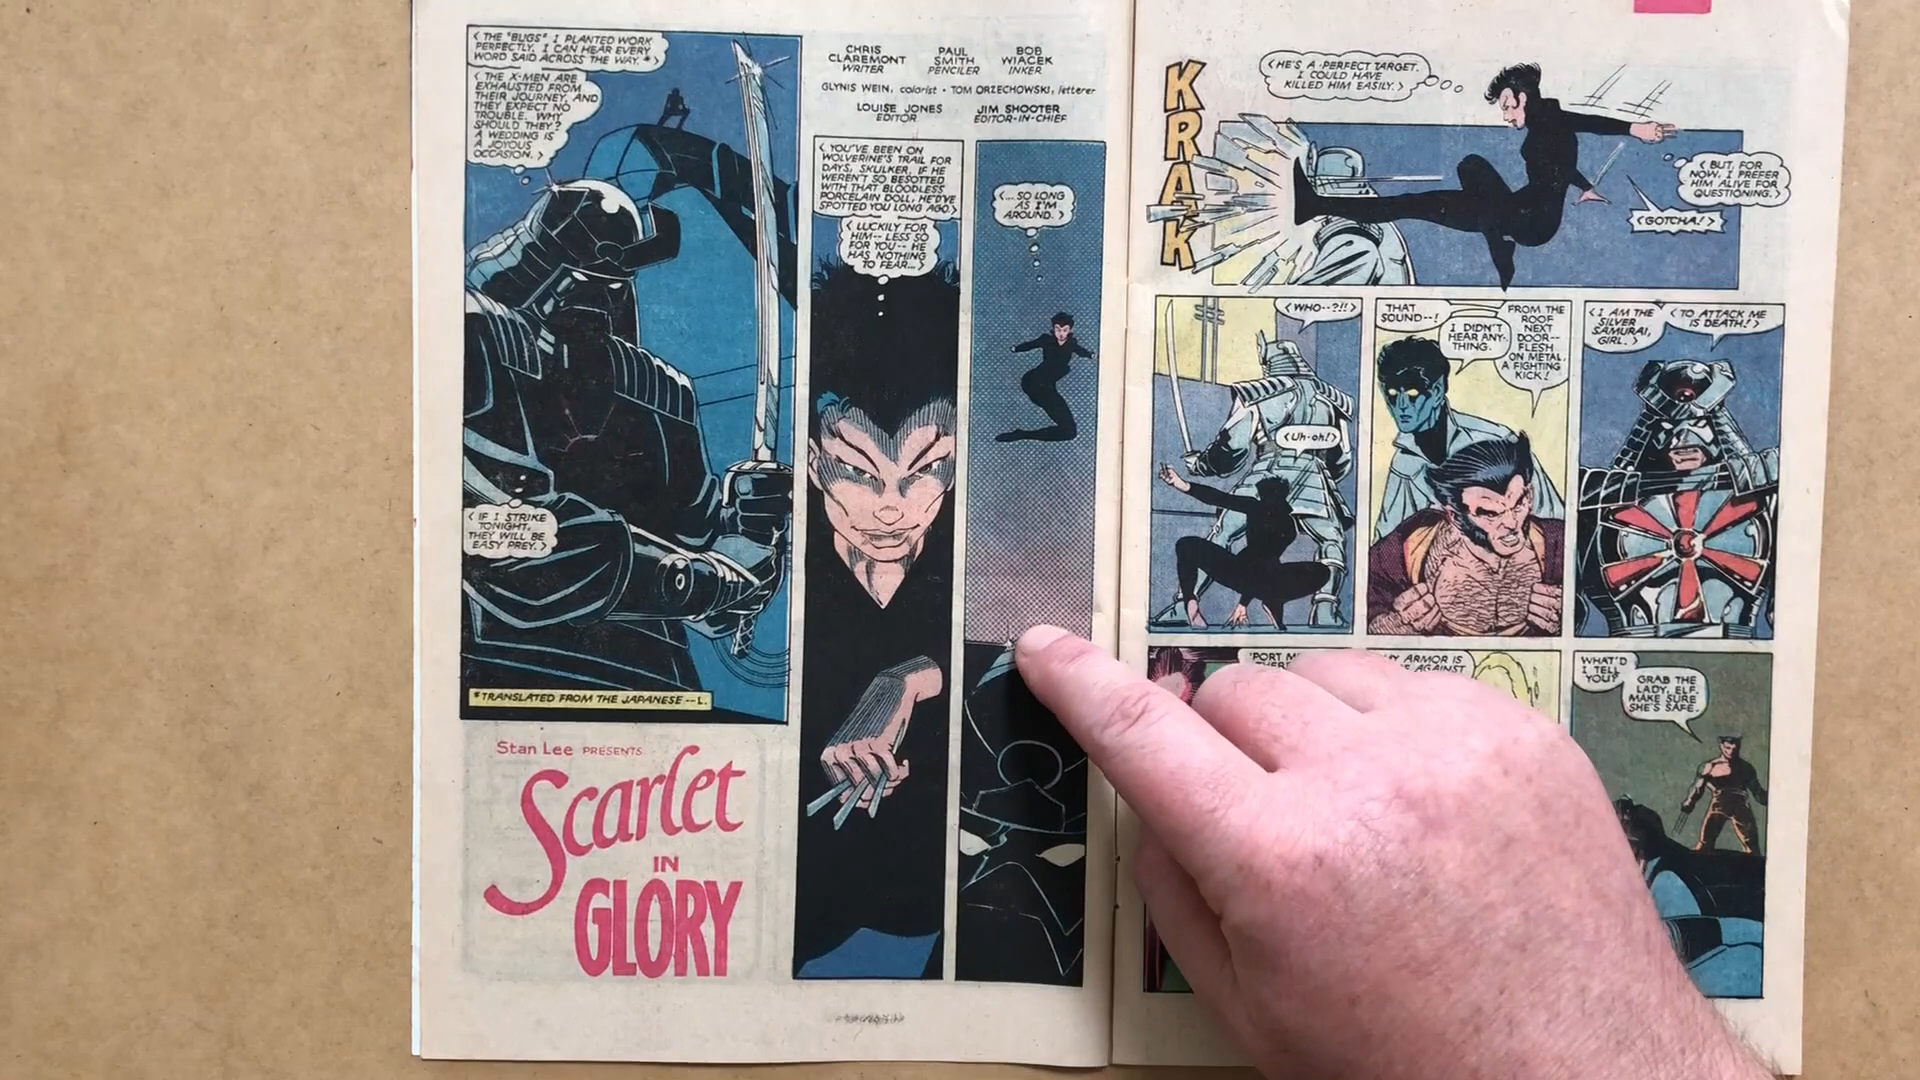 < THE "BUGS" I PLANTED WORK
PERFECTLY. I CAN HEAR EVERY
WORD SAID ACROSS THE WAY.* >
< THE X-MEN ARE
EXHAUSTED FROM
THEIR JOURNEY, AND
THEY EXPECT NO
TROUBLE. WHY
SHOULD THEY?
A WEDDING IS
A JOYOUS
OCCASION. >
< IF I STRIKE
TONIGHT,
THEY WILL BE
EASY PREY. >
*TRANSLATED FROM THE JAPANESE --L.
Stan Lee PRESENTS
Scarlet
IN
GLORY
CHRIS CLAREMONT WRITER
PAUL SMITH PENCILER
BOB WIACEK INKER
GLYNIS WEIN, colorist • TOM ORZECHOWSKI, letterer
LOUISE JONES EDITOR
JIM SHOOTER EDITOR-IN-CHIEF
< YOU'VE BEEN ON
WOLVERINE'S TRAIL FOR
DAYS, SKULKER. IF HE
WEREN'T SO BESOTTED
WITH THAT BLOODLESS
PORCELAIN DOLL, HE'D'VE
SPOTTED YOU LONG AGO. >
< LUCKILY FOR
HIM-- LESS SO
FOR YOU-- HE
HAS NOTHING
TO FEAR... >
<... SO LONG
AS I'M
AROUND. >
KRAK
< HE'S A PERFECT TARGET.
I COULD HAVE
KILLED HIM EASILY. >
< BUT, FOR
NOW, I PREFER
HIM ALIVE FOR
QUESTIONING. >
< GOTCHA! >
< WHO--?!! >
< Uh-oh! >
THAT
SOUND--!
I DIDN'T
HEAR ANY-
THING.
FROM THE
ROOF
NEXT
DOOR--
FLESH
ON METAL,
A FIGHTING
KICK!
< I AM THE
SILVER
SAMURAI,
GIRL. >
< TO ATTACK ME
IS DEATH! >
'PORT
ARMOR IS
AGAINST
WHAT'D
I TELL
YOU?
GRAB THE
LADY, ELF.
MAKE SURE
SHE'S SAFE.